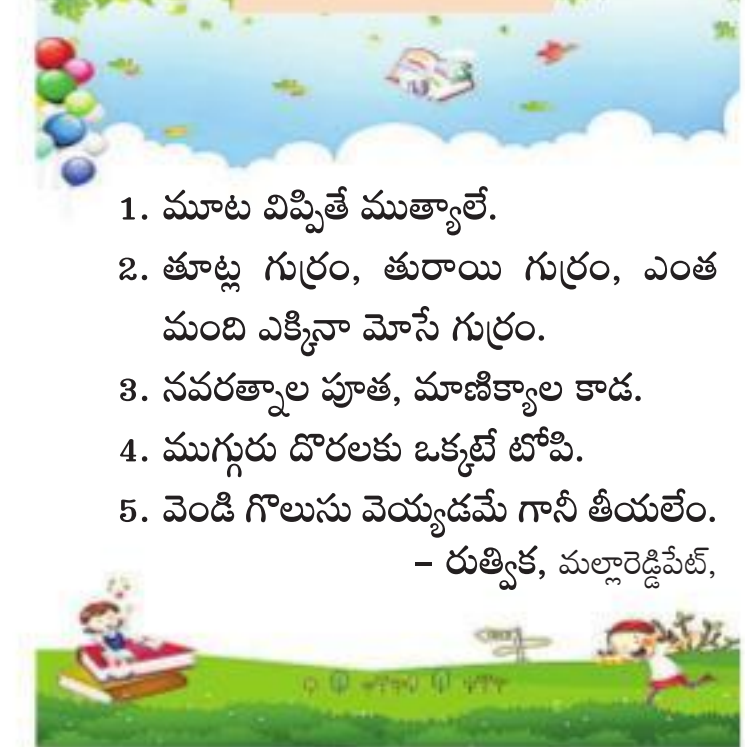 1. మూట విప్పితే ముత్యాలే.
2. తూట్ల గుర్రం, తురాయి గుర్రం, ఎంత
మంది ఎక్కినా మోసే గుర్రం.
3. నవరత్నాల పూత, మాణిక్యాల కాడ.
4. ముగ్గురు దొరలకు ఒక్కటే టోపి.
5. వెండి గొలుసు వెయ్యడమే గానీ తీయలేం.
– రుత్విక, మల్లారెడ్డిపేట్,